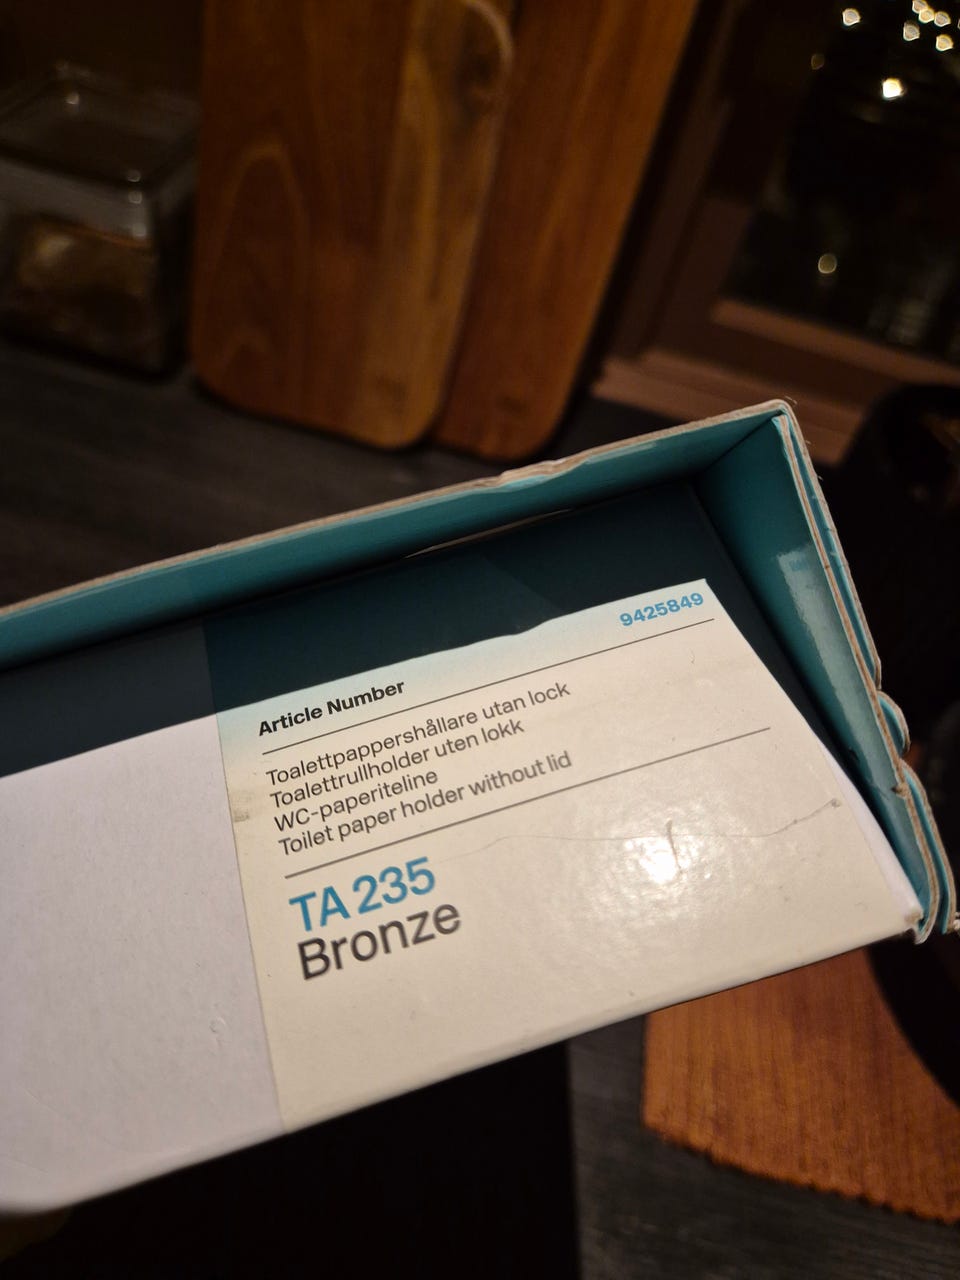 9425849
Article Number
Toalettpappershållare utan lock
Toalettrullholder uten lokk
WC-paperiteline
Toilet paper holder without lid
TA 235
Bronze